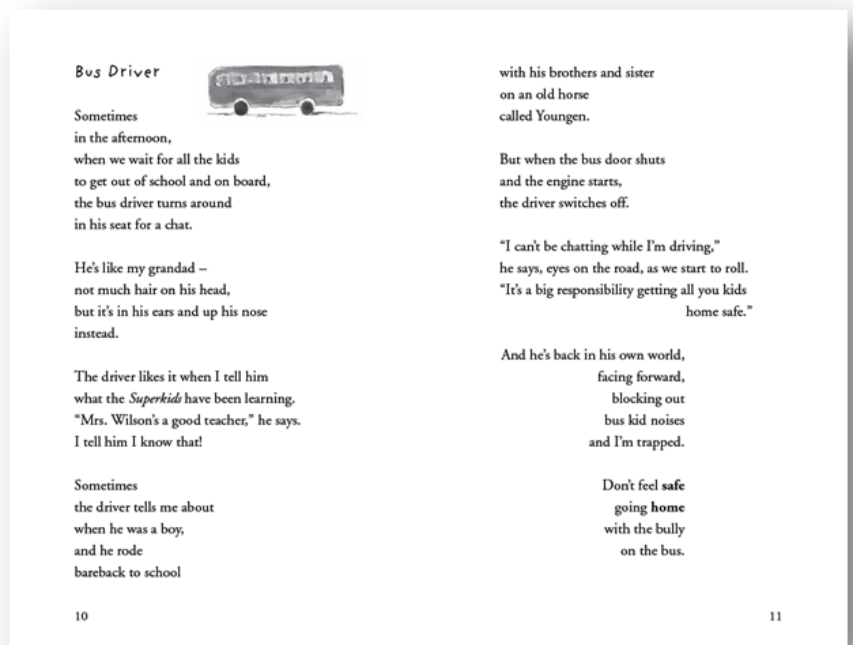 Bus Driver
Sometimes
in the afternoon,
when we wait for all the kids
to get out of school and on board,
the bus driver turns around
in his seat for a chat.
He's like my grandad –
not much hair on his head,
but it's in his ears and up his nose
instead.
The driver likes it when I tell him
what the Superkids have been learning.
“Mrs. Wilson's a good teacher,” he says.
I tell him I know that!
Sometimes
the driver tells me about
when he was a boy,
and he rode
bareback to school
10
with his brothers and sister
on an old horse
called Youngen.
But when the bus door shuts
and the engine starts,
the driver switches off.
“I can't be chatting while I'm driving,”
he says, eyes on the road, as we start to roll.
“It's a big responsibility getting all you kids
home safe.”
And he's back in his own world,
facing forward,
blocking out
bus kid noises
and I'm trapped.
Don't feel safe
going home
with the bully
on the bus.
11